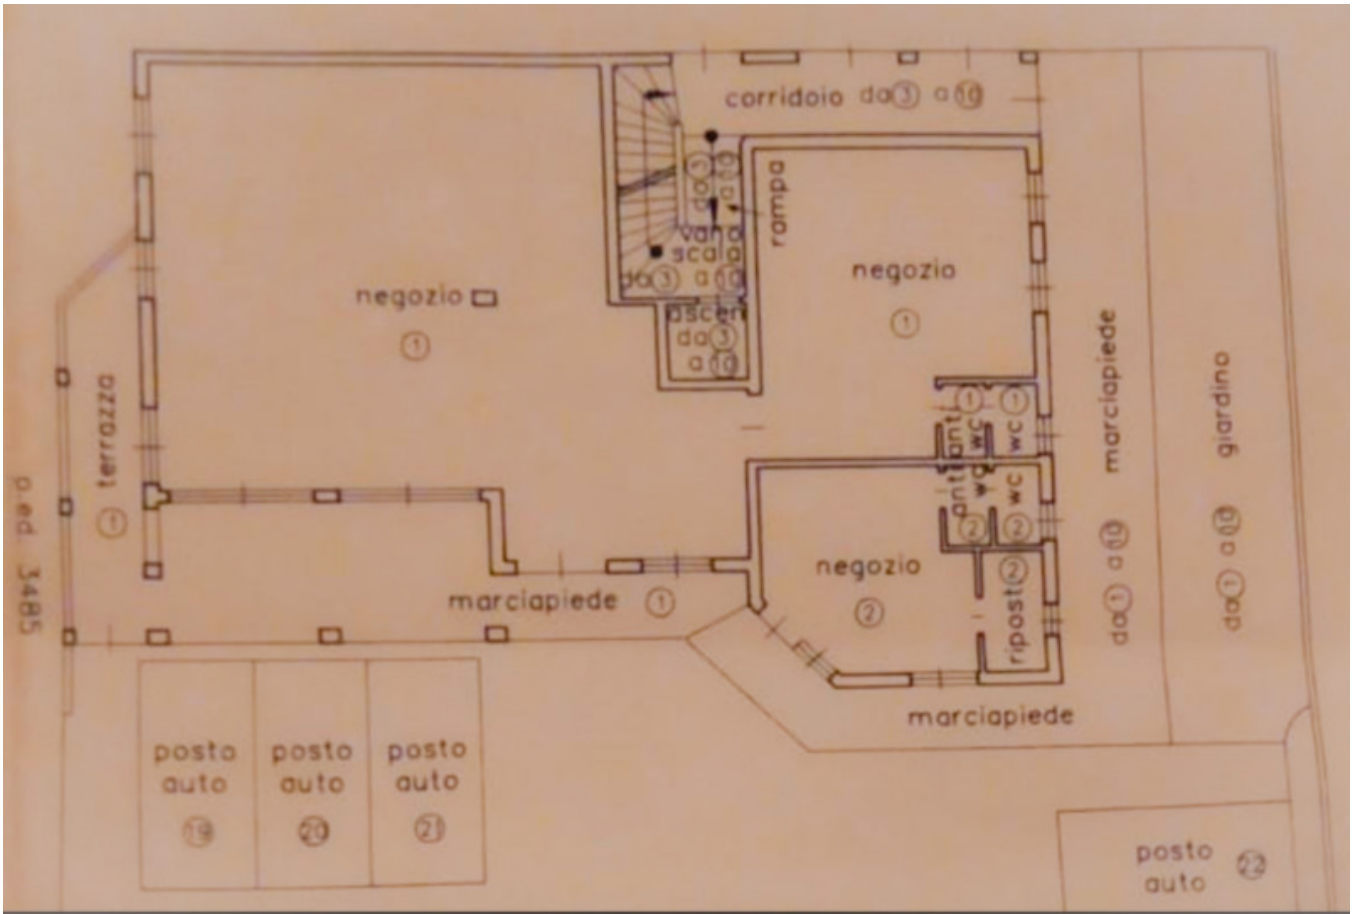 corridoio da 3 a 10
da 3 a 10
rampa
vano
scala
da 3 a 10
ascen
da 3
a 10
negozio
1
negozio
1
terrazza 1
p.ed. 3485
anti
wc
1
wc
1
anti
wc
2
wc
2
negozio
2
ripost
2
marciapiede 1
marciapiede
marciapiede da 1 a 10
giardino da 1 a 10
posto
auto
19
posto
auto
20
posto
auto
21
posto
auto
22